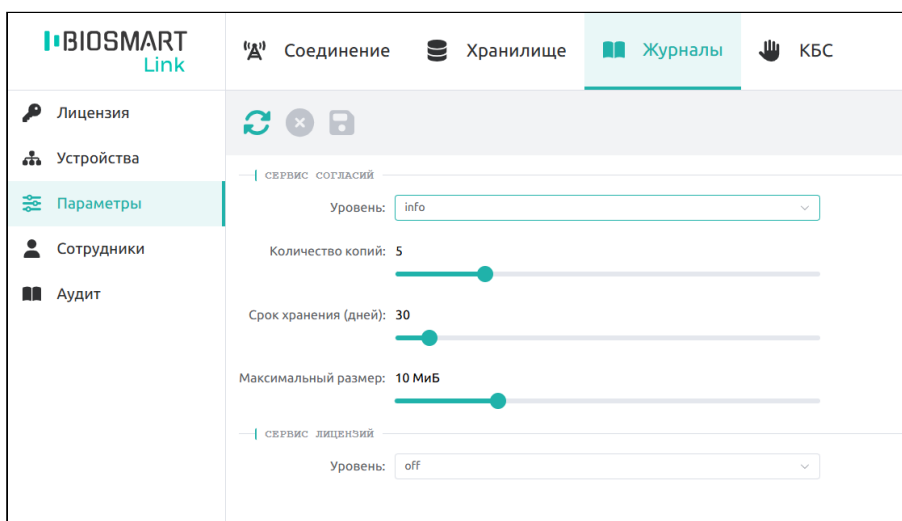 BIOSMART
Link
Соединение Хранилище Журналы КБС
Лицензия
Устройства
Параметры
Сотрудники
Аудит
СЕРВИС СОГЛАСИЙ
Уровень: info
Количество копий: 5
Срок хранения (дней): 30
Максимальный размер: 10 МиБ
СЕРВИС ЛИЦЕНЗИЙ
Уровень: off